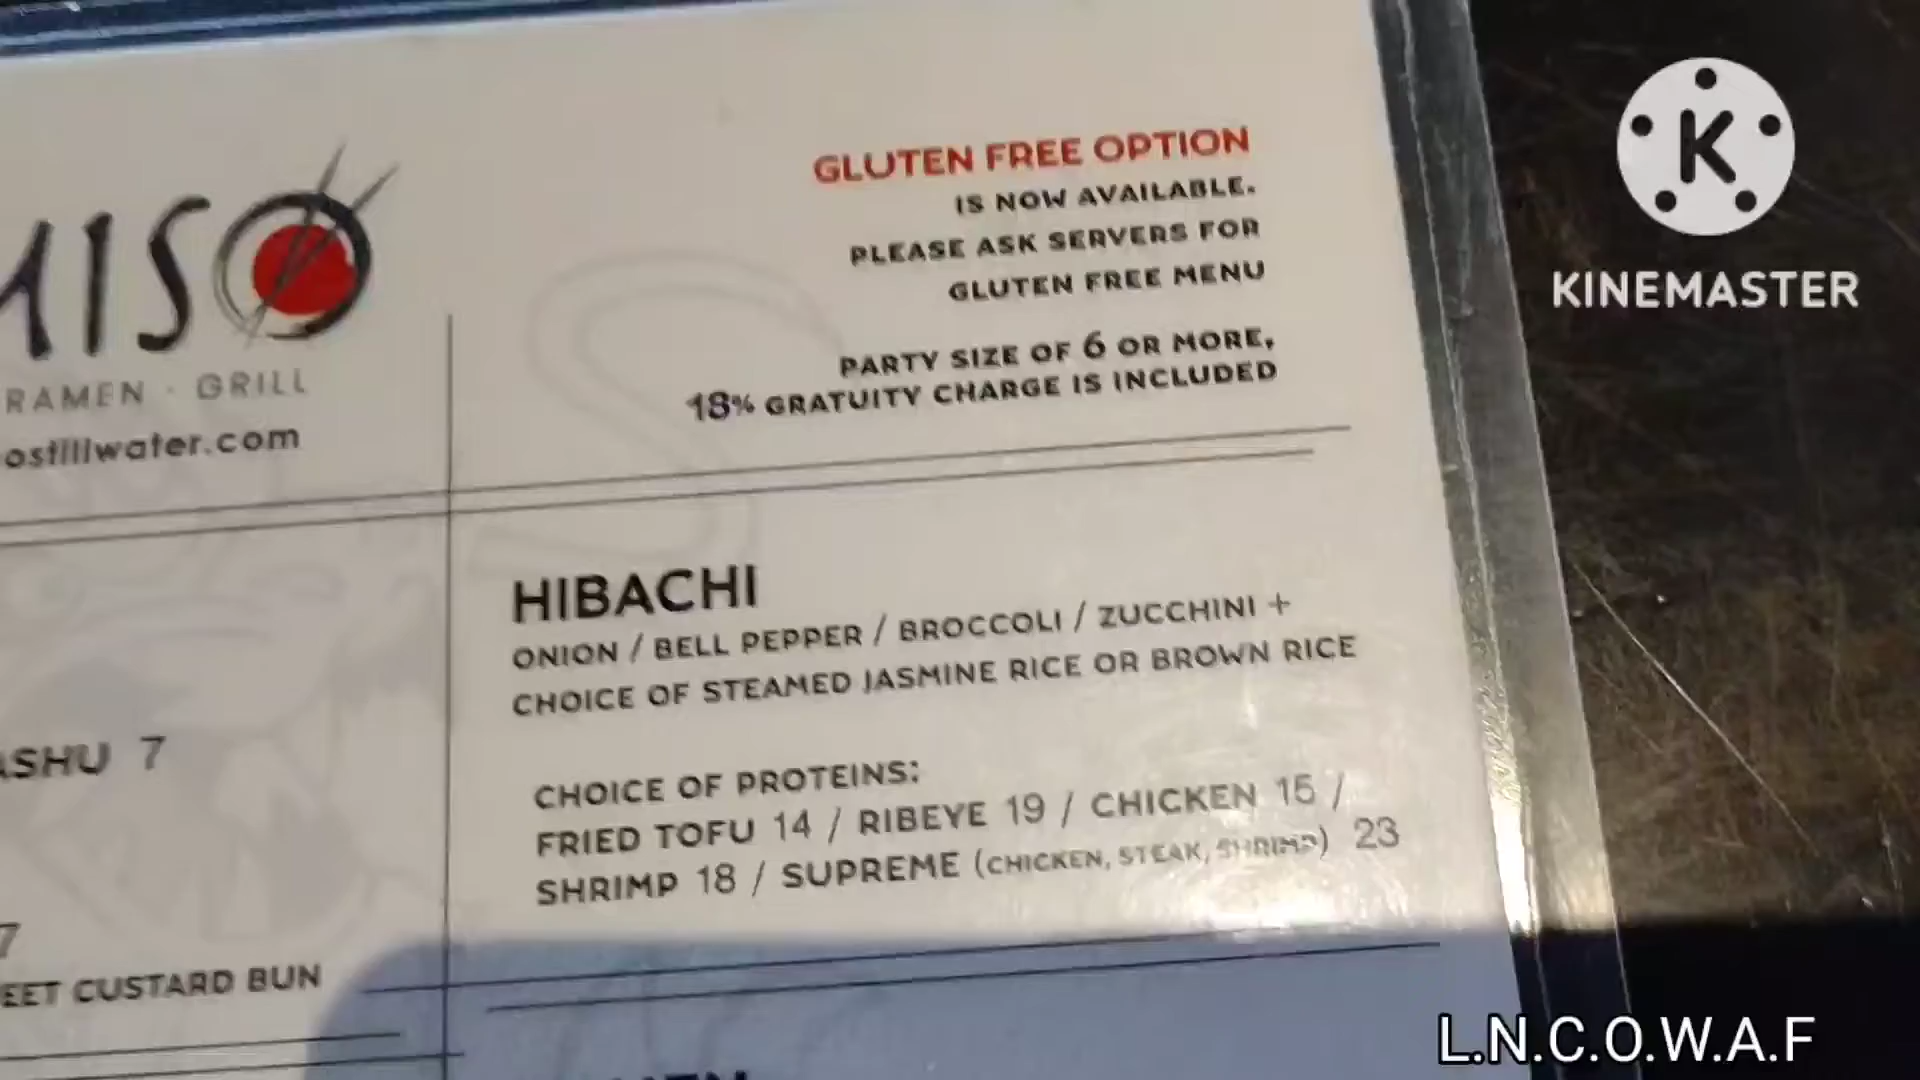 MISO
RAMEN · GRILL
ostillwater.com
GLUTEN FREE OPTION
IS NOW AVAILABLE.
PLEASE ASK SERVERS FOR
GLUTEN FREE MENU
PARTY SIZE OF 6 OR MORE,
18% GRATUITY CHARGE IS INCLUDED
KINEMASTER
ASHU 7
7
EET CUSTARD BUN
HIBACHI
ONION / BELL PEPPER / BROCCOLI / ZUCCHINI +
CHOICE OF STEAMED JASMINE RICE OR BROWN RICE
CHOICE OF PROTEINS:
FRIED TOFU 14 / RIBEYE 19 / CHICKEN 15 /
SHRIMP 18 / SUPREME (CHICKEN, STEAK, SHRIMP) 23
L.N.C.O.W.A.F